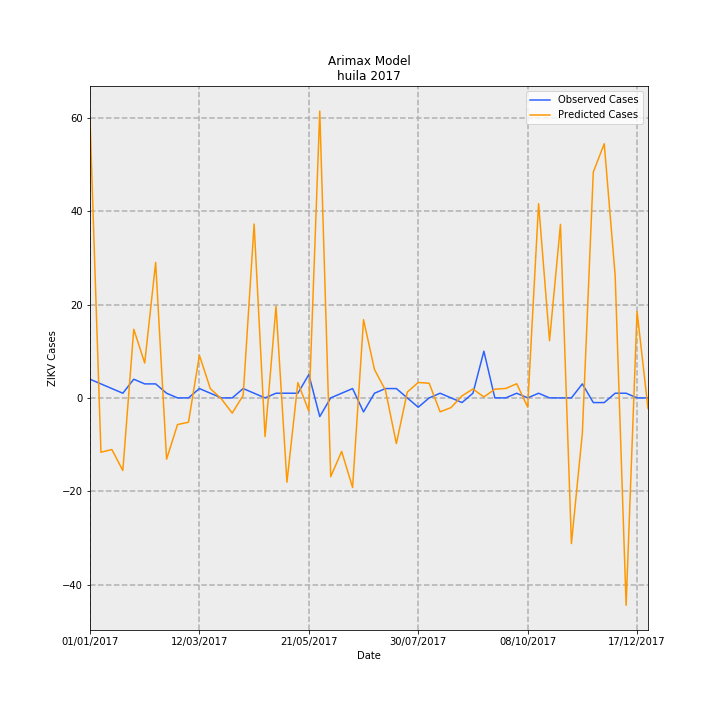 Arimax Model
huila 2017
Observed Cases
Predicted Cases
ZIKV Cases
60
40
20
0
−20
−40
01/01/2017
12/03/2017
21/05/2017
30/07/2017
08/10/2017
17/12/2017
Date